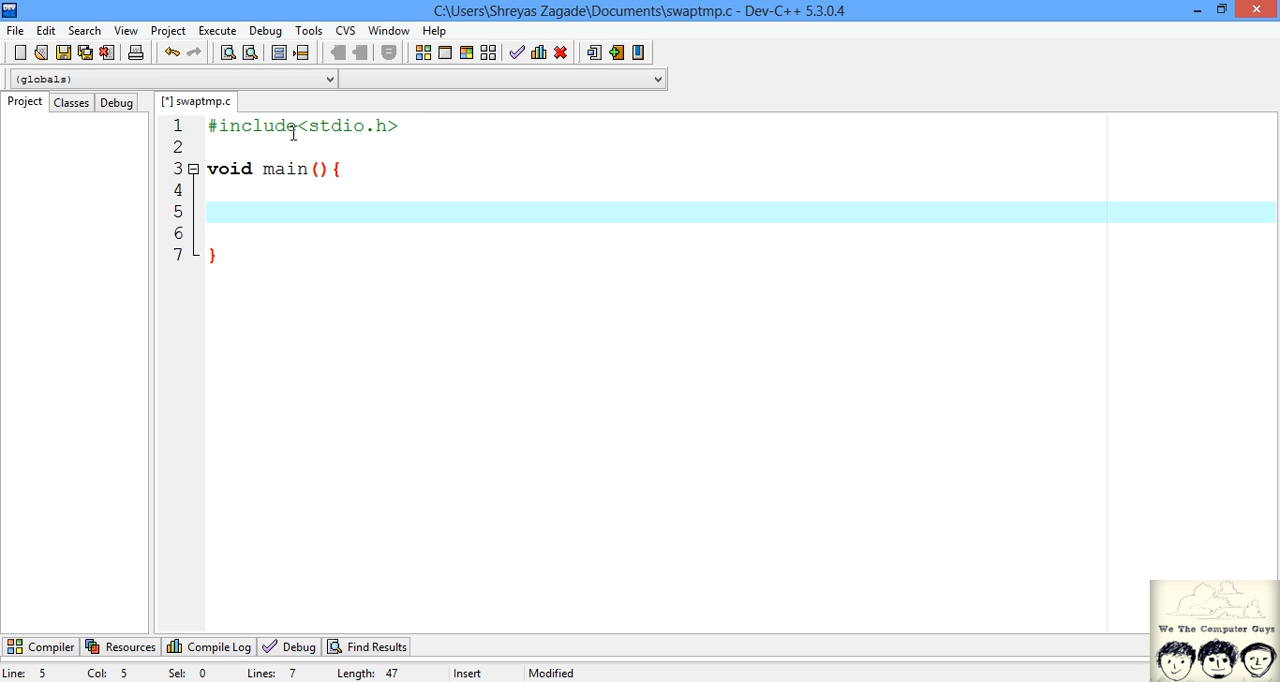 C:\Users\Shreyas Zagade\Documents\swaptmp.c - Dev-C++ 5.3.0.4
File Edit Search View Project Execute Debug Tools CVS Window Help
(globals)
Project Classes Debug [*] swaptmp.c
1 #include<stdio.h>
2
3 void main(){
4
5
6
7 }
We The Computer Guys
Compiler Resources Compile Log Debug Find Results
Line: 5 Col: 5 Sel: 0 Lines: 7 Length: 47 Insert Modified